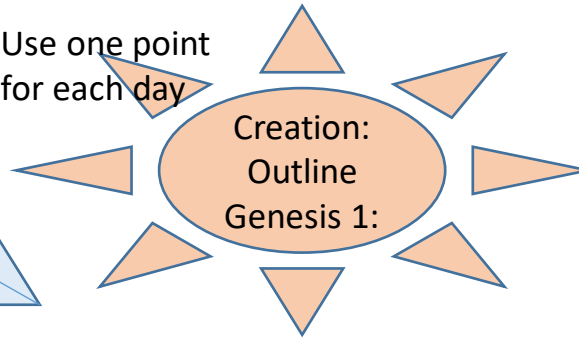 Use one point
for each day
Creation:
Outline
Genesis 1: